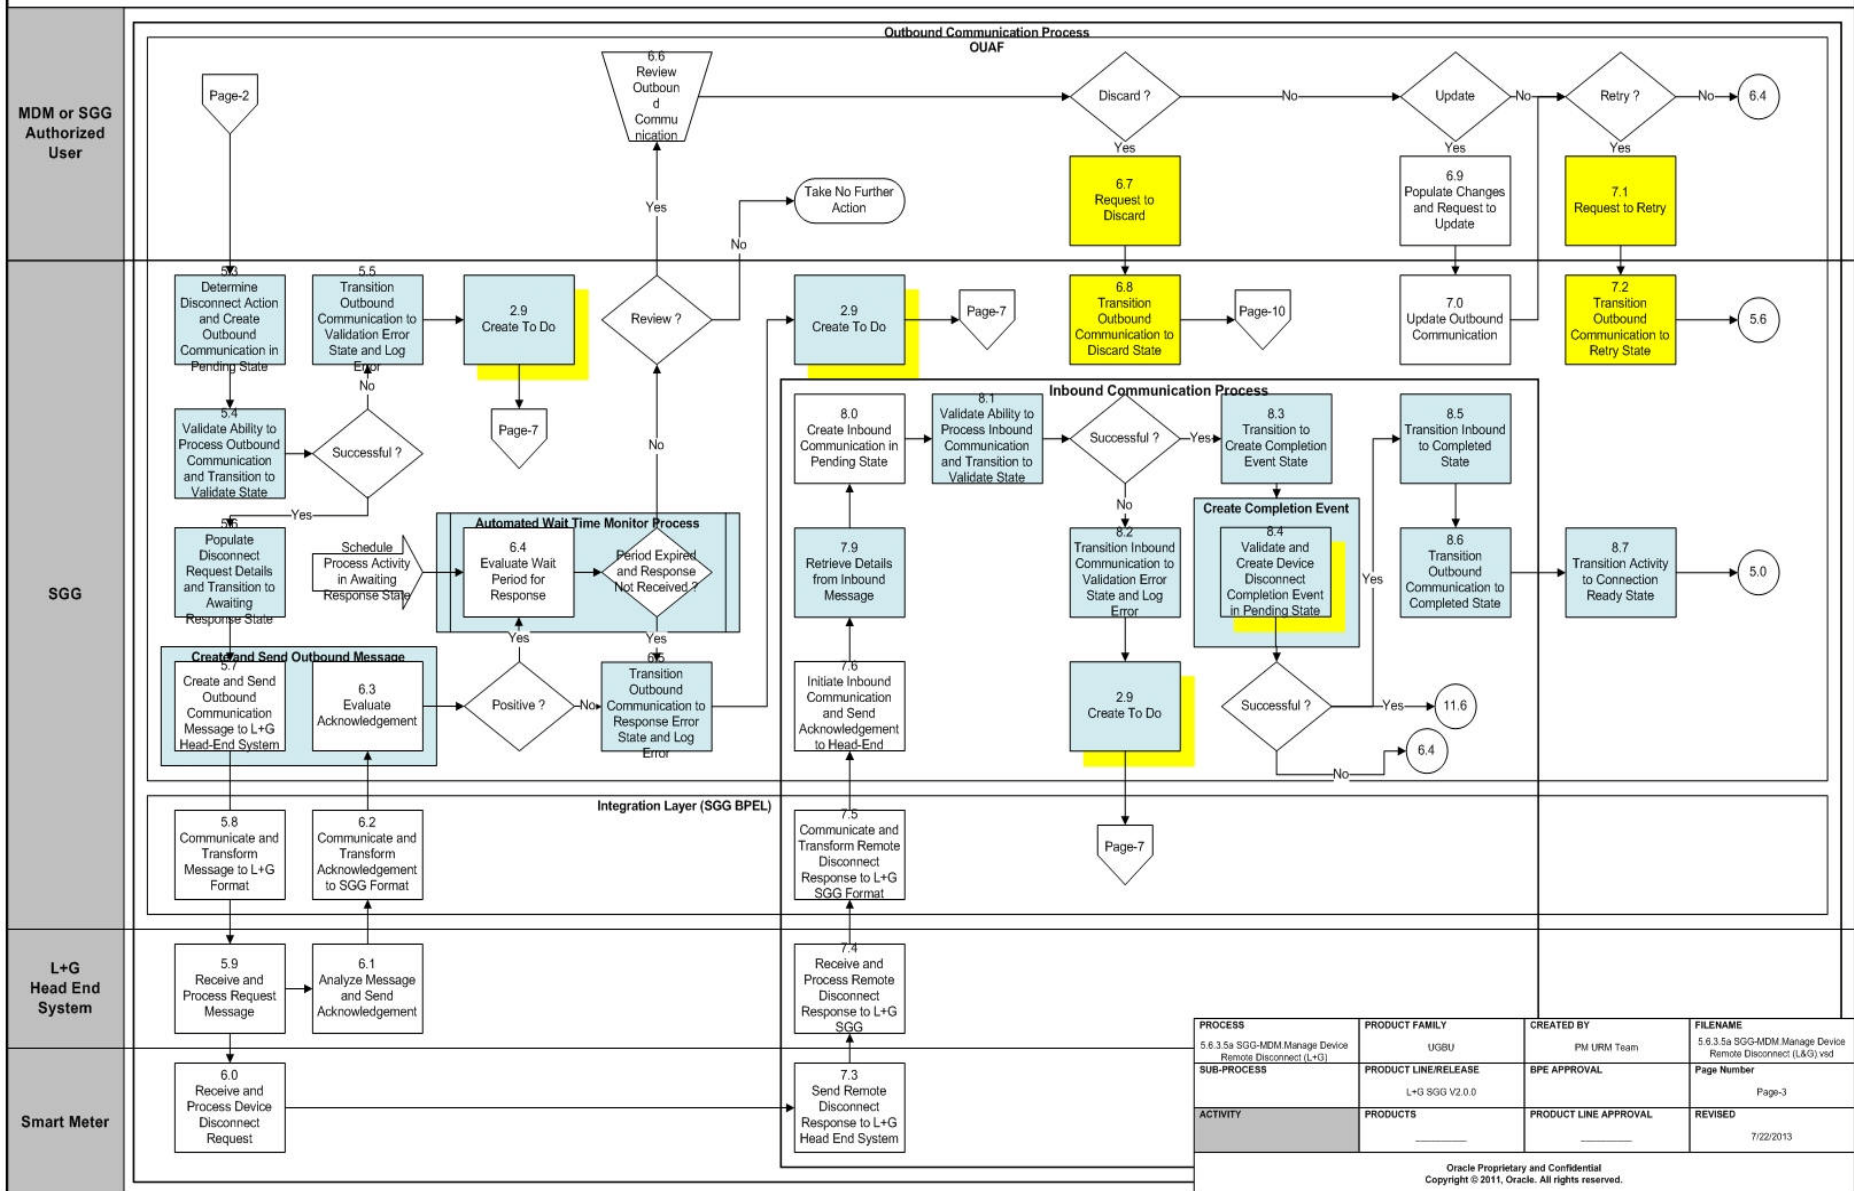 Outbound Communication Process
OUAF
MDM or SGG
Authorized
User
Page-2
6.6
Review
Outboun
d
Commu
nication
Discard ?
No
Update
No
Retry ?
No
6.4
Yes
Yes
Yes
6.7
Request to
Discard
6.9
Populate Changes
and Request to
Update
7.1
Request to Retry
Take No Further
Action
Yes
No
SGG
5.3
Determine
Disconnect Action
and Create
Outbound
Communication in
Pending State
5.5
Transition
Outbound
Communication to
Validation Error
State and Log
Error
2.9
Create To Do
Review ?
2.9
Create To Do
Page-7
6.8
Transition
Outbound
Communication to
Discard State
Page-10
7.0
Update Outbound
Communication
7.2
Transition
Outbound
Communication to
Retry State
5.6
No
5.4
Validate Ability to
Process Outbound
Communication
and Transition to
Validate State
Successful ?
Page-7
No
Yes
Inbound Communication Process
8.0
Create Inbound
Communication in
Pending State
8.1
Validate Ability to
Process Inbound
Communication
and Transition to
Validate State
Successful ?
Yes
8.3
Transition to
Create Completion
Event State
8.5
Transition Inbound
to Completed
State
No
5.6
Populate
Disconnect
Request Details
and Transition to
Awaiting
Response State
Schedule
Process Activity
in Awaiting
Response State
Automated Wait Time Monitor Process
6.4
Evaluate Wait
Period for
Response
Period Expired
and Response
Not Received ?
7.9
Retrieve Details
from Inbound
Message
8.2
Transition Inbound
Communication to
Validation Error
State and Log
Error
Create Completion Event
8.4
Validate and
Create Device
Disconnect
Completion Event
in Pending State
Yes
8.6
Transition
Outbound
Communication to
Completed State
8.7
Transition Activity
to Connection
Ready State
5.0
Yes
Yes
Create and Send Outbound Message
5.7
Create and Send
Outbound
Communication
Message to L+G
Head-End System
6.3
Evaluate
Acknowledgement
Positive ?
No
6.5
Transition
Outbound
Communication to
Response Error
State and Log
Error
7.6
Initiate Inbound
Communication
and Send
Acknowledgement
to Head-End
2.9
Create To Do
Successful ?
Yes
11.6
6.4
No
Integration Layer (SGG BPEL)
5.8
Communicate and
Transform
Message to L+G
Format
6.2
Communicate and
Transform
Acknowledgement
to SGG Format
7.5
Communicate and
Transform Remote
Disconnect
Response to L+G
SGG Format
Page-7
L+G
Head End
System
5.9
Receive and
Process Request
Message
6.1
Analyze Message
and Send
Acknowledgement
7.4
Receive and
Process Remote
Disconnect
Response to L+G
SGG
Smart Meter
6.0
Receive and
Process Device
Disconnect
Request
7.3
Send Remote
Disconnect
Response to L+G
Head End System
PROCESS
5.6.3.5a SGG-MDM.Manage Device
Remote Disconnect (L+G)
PRODUCT FAMILY
UGBU
CREATED BY
PM URM Team
FILENAME
5.6.3.5a SGG-MDM.Manage Device
Remote Disconnect (L&G).vsd
SUB-PROCESS
PRODUCT LINE/RELEASE
L+G SGG V2.0.0
BPE APPROVAL
Page Number
Page-3
ACTIVITY
PRODUCTS
PRODUCT LINE APPROVAL
REVISED
7/22/2013
Oracle Proprietary and Confidential
Copyright © 2011, Oracle. All rights reserved.